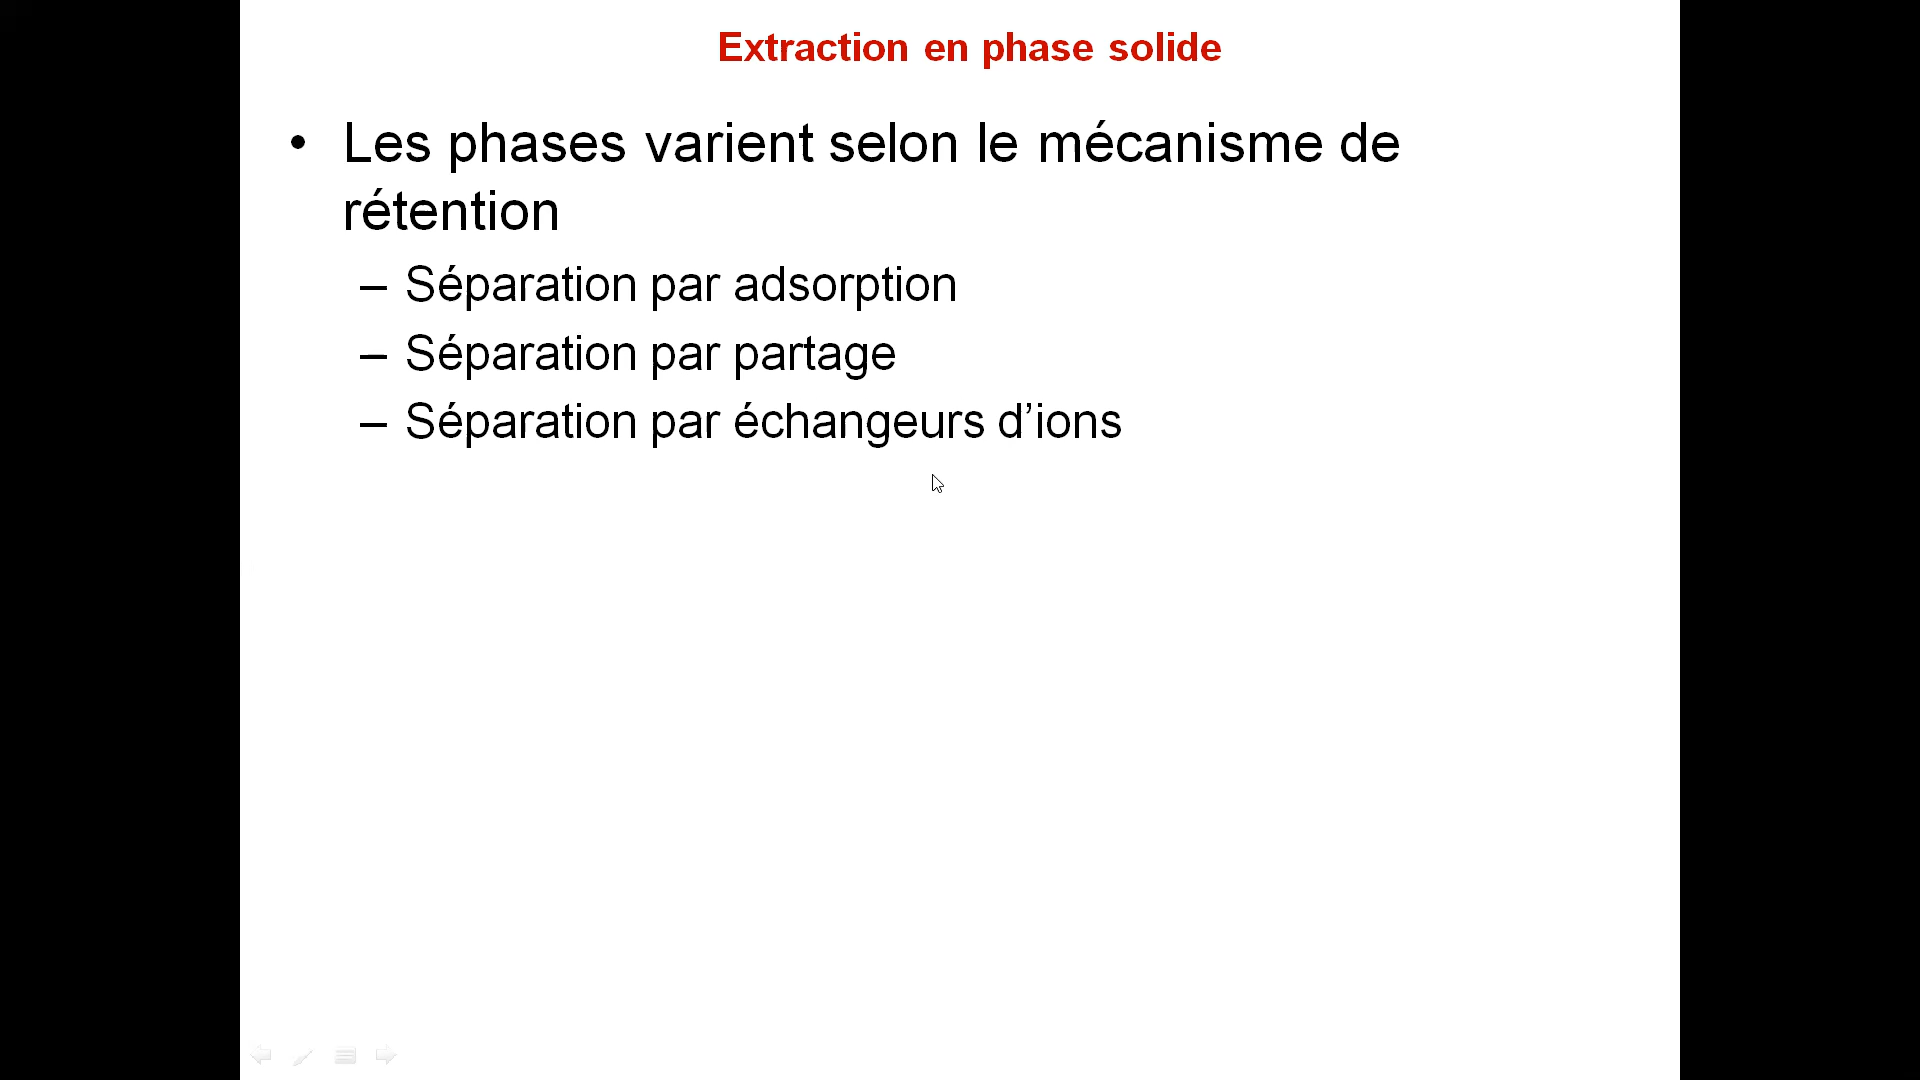 Extraction en phase solide
• Les phases varient selon le mécanisme de
rétention
– Séparation par adsorption
– Séparation par partage
– Séparation par échangeurs d’ions